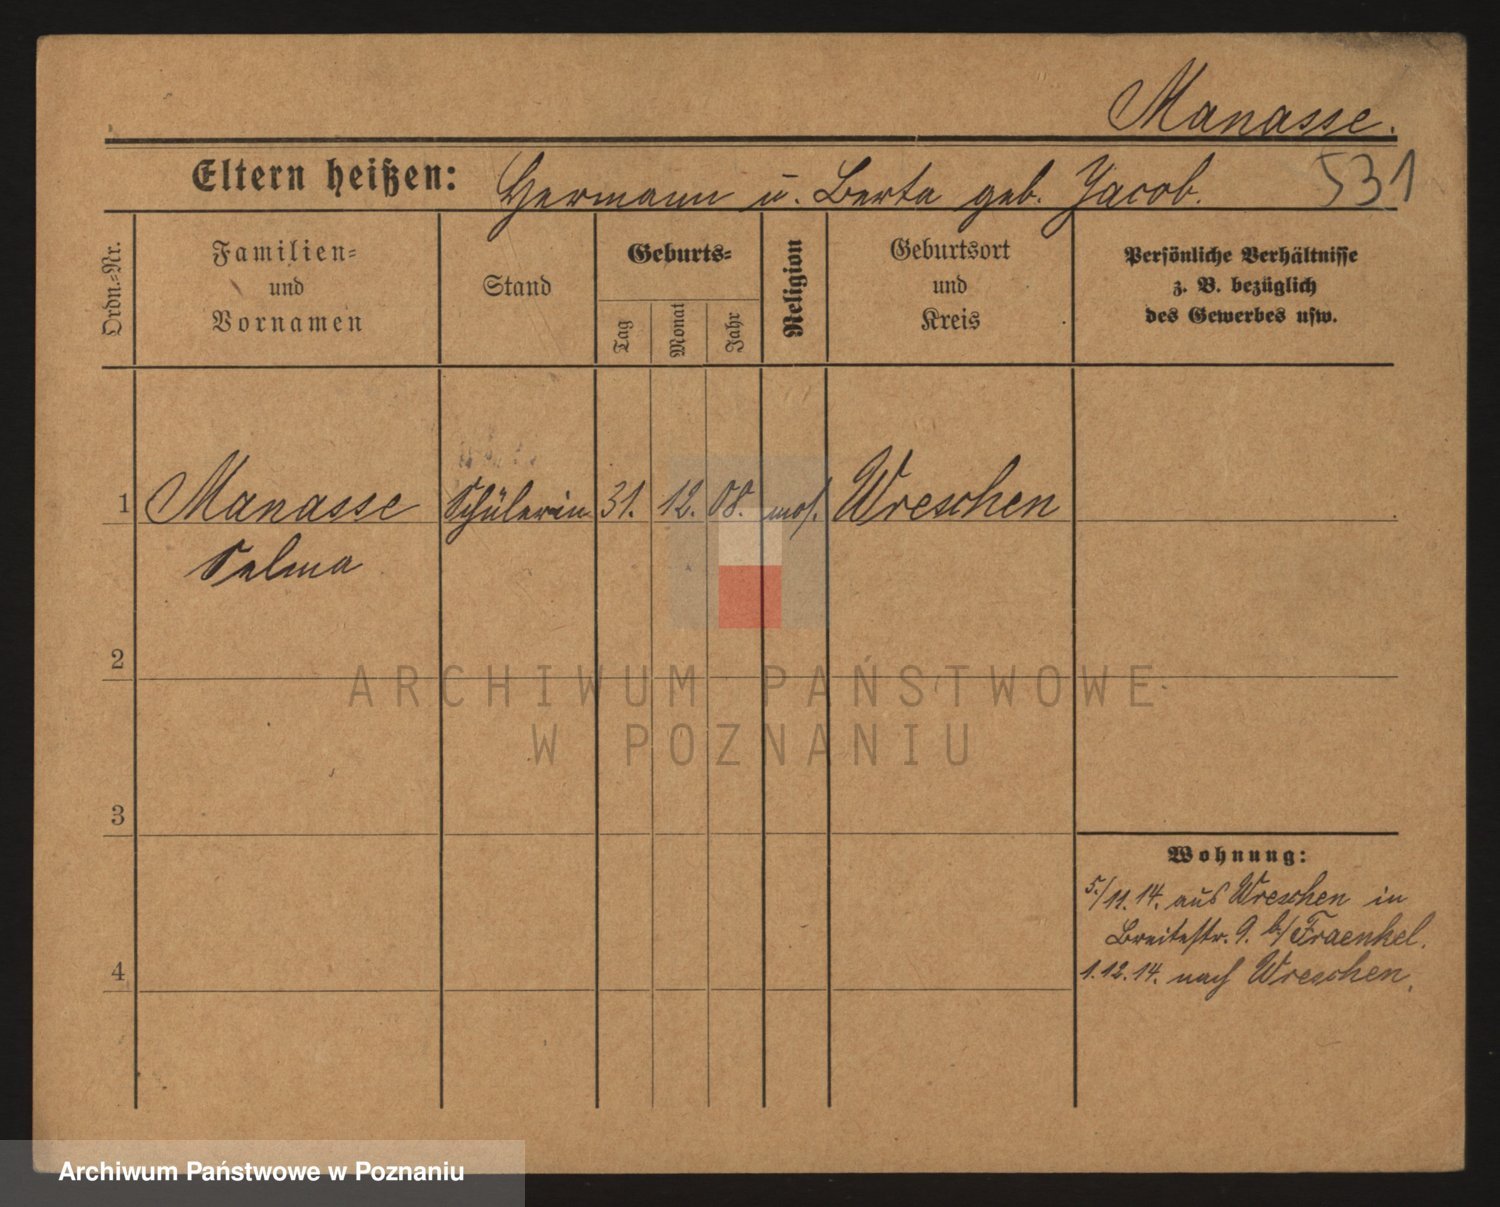 Manasse.
531
Eltern heißen: Hermann u. Berta geb. Jacob.
Ordn.-Nr.
Familien-
und
Vornamen
Stand
Geburts-
Tag
Monat
Jahr
Religion
Geburtsort
und
Kreis
Persönliche Verhältnisse
z. B. bezüglich
des Gewerbes usw.
1 Manasse Schülerin 31. 12. 08. mos. Wreschen
Selma
2
3
4
Wohnung:
5./11.14. aus Wreschen in
Breitestr. 9. b/ Fraenkel.
1.12.14. nach Wreschen.
ARCHIWUM PAŃSTWOWE
W POZNANIU
Archiwum Państwowe w Poznaniu